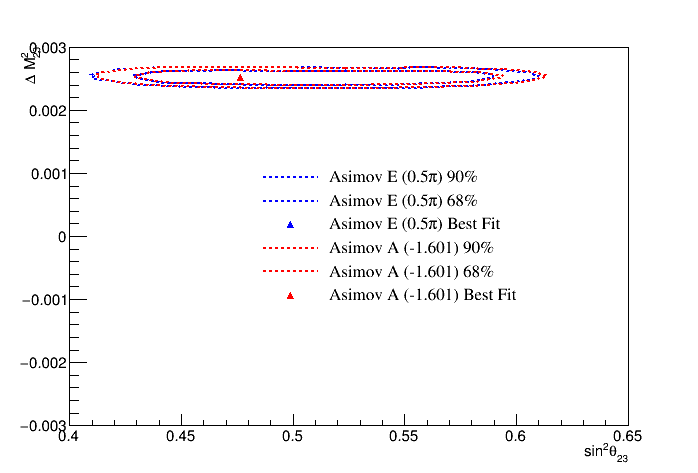 0.003
Δ M²₂₃
0.002
0.001
0
−0.001
−0.002
−0.003
Asimov E (0.5π) 90%
Asimov E (0.5π) 68%
Asimov E (0.5π) Best Fit
Asimov A (-1.601) 90%
Asimov A (-1.601) 68%
Asimov A (-1.601) Best Fit
0.4 0.45 0.5 0.55 0.6 0.65
sin²θ₂₃